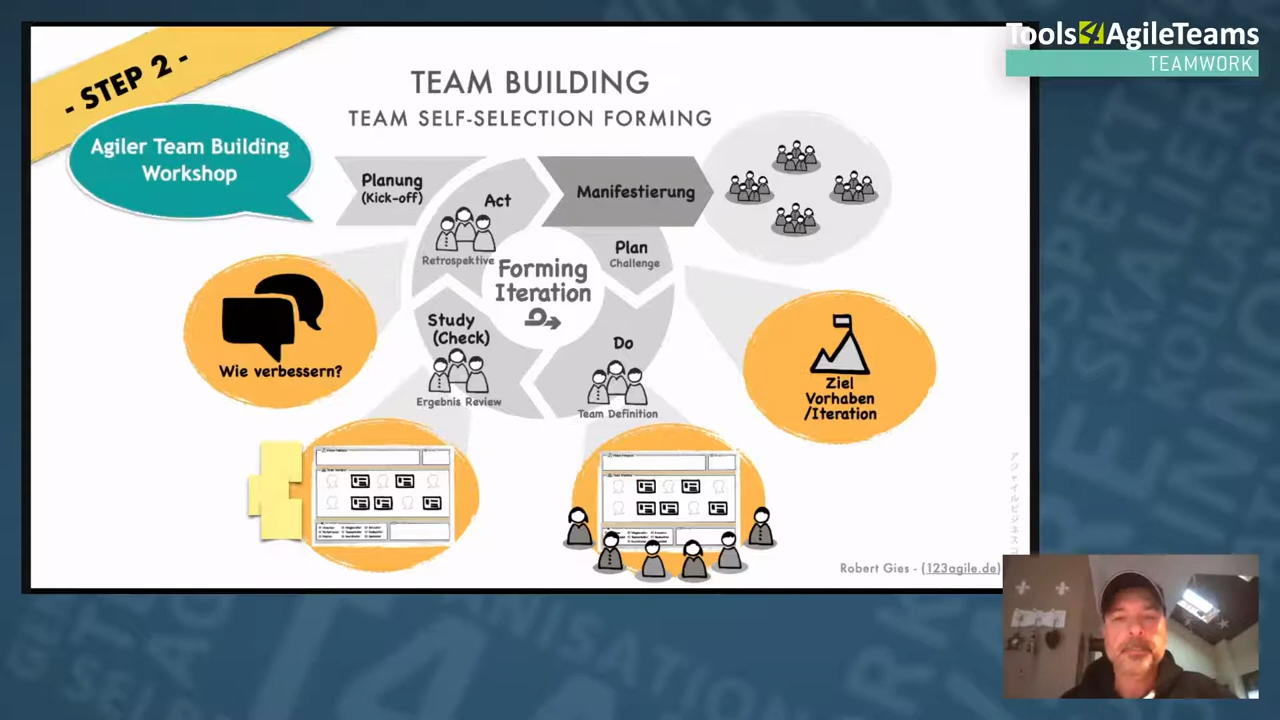 Tools4AgileTeams
TEAMWORK
- STEP 2 -
TEAM BUILDING
TEAM SELF-SELECTION FORMING
Agiler Team Building
Workshop
Planung
(Kick-off)
Act
Retrospektive
Manifestierung
Plan
Challenge
Forming
Iteration
Study
(Check)
Ergebnis Review
Do
Team Definition
Wie verbessern?
Ziel
Vorhaben
/Iteration
Robert Gies - (123agile.de)